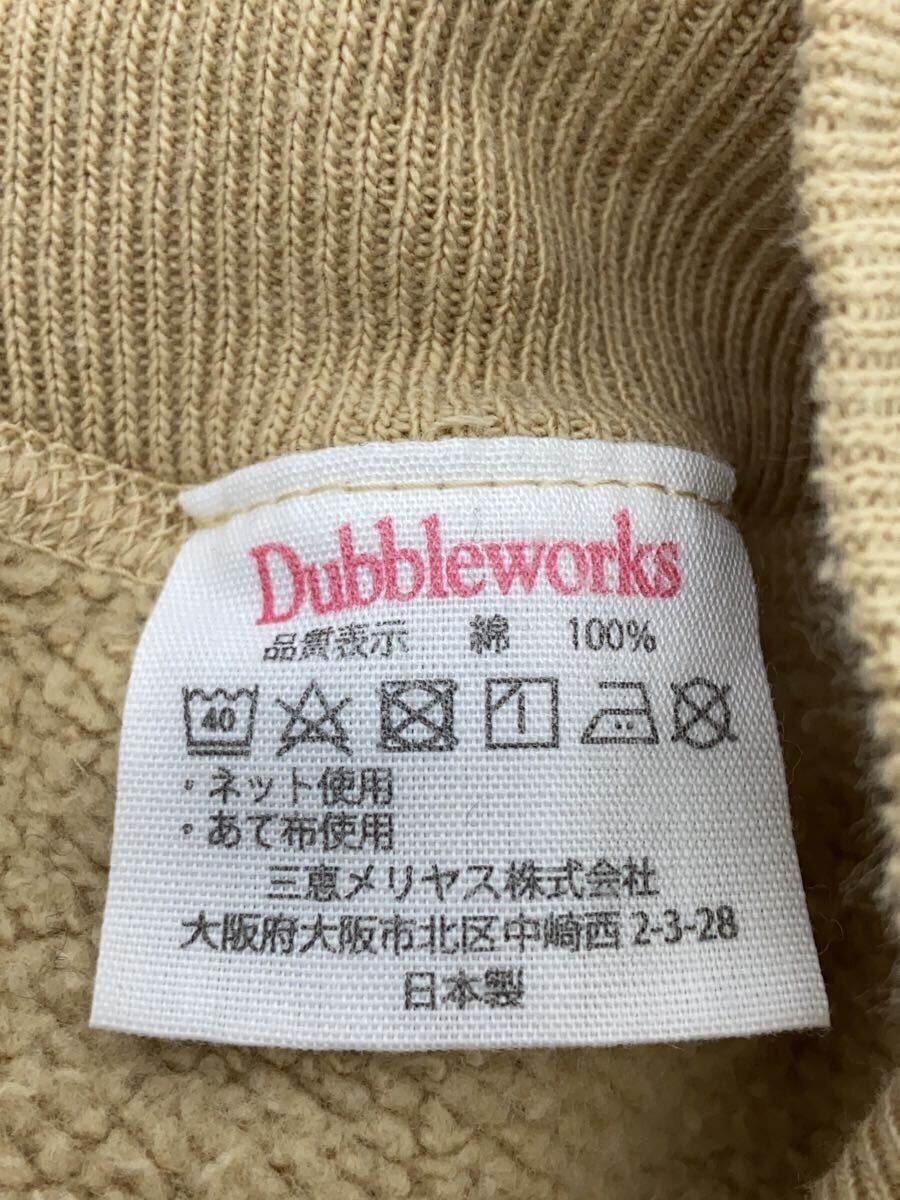 Dubbleworks
品質表示 綿 100%
40
・ネット使用
・あて布使用
三恵メリヤス株式会社
大阪府大阪市北区中崎西2-3-28
日本製